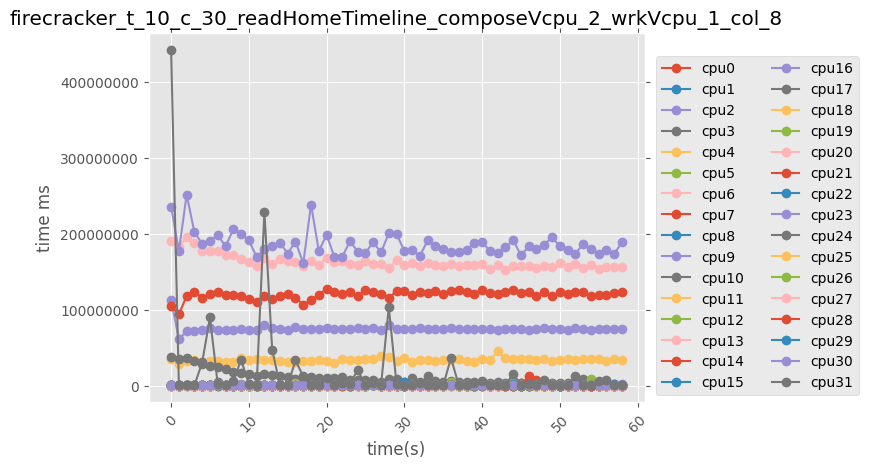 firecracker_t_10_c_30_readHomeTimeline_composeVcpu_2_wrkVcpu_1_col_8
400000000
300000000
200000000
100000000
0
time ms
0
10
20
30
40
50
60
time(s)
cpu0
cpu1
cpu2
cpu3
cpu4
cpu5
cpu6
cpu7
cpu8
cpu9
cpu10
cpu11
cpu12
cpu13
cpu14
cpu15
cpu16
cpu17
cpu18
cpu19
cpu20
cpu21
cpu22
cpu23
cpu24
cpu25
cpu26
cpu27
cpu28
cpu29
cpu30
cpu31